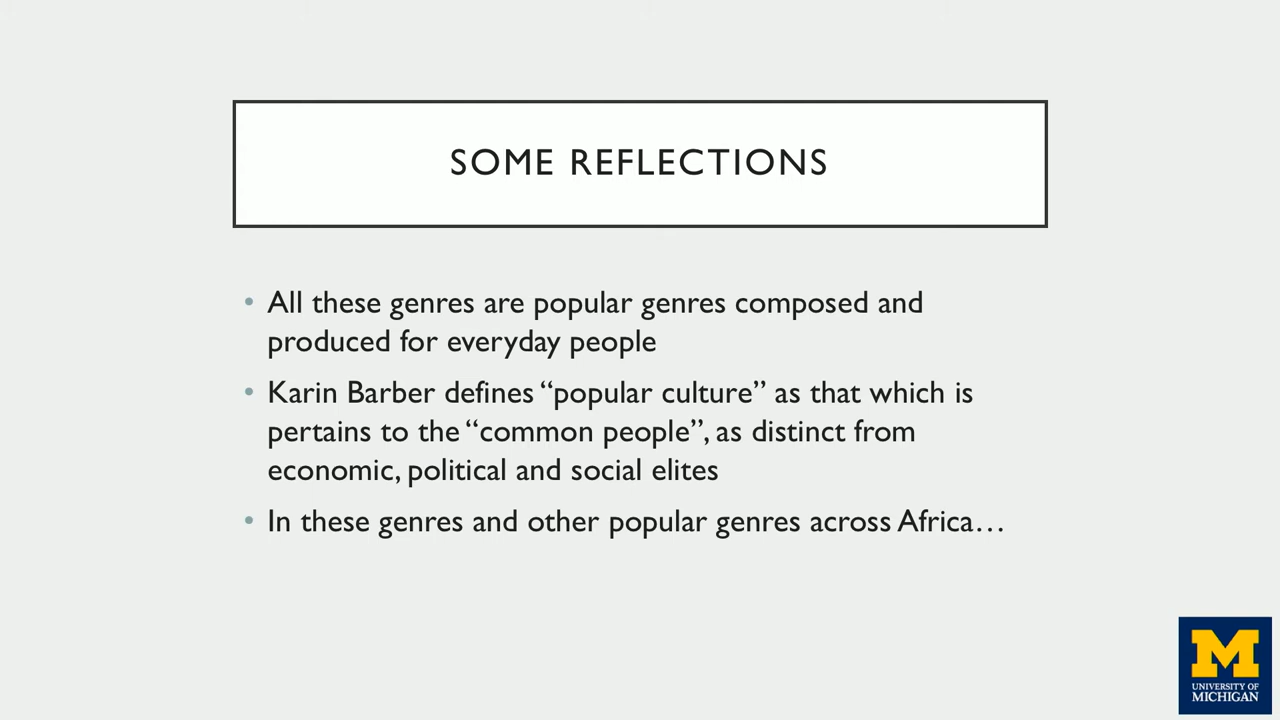 SOME REFLECTIONS
• All these genres are popular genres composed and
produced for everyday people
• Karin Barber defines “popular culture” as that which is
pertains to the “common people”, as distinct from
economic, political and social elites
• In these genres and other popular genres across Africa…
M
UNIVERSITY OF
MICHIGAN